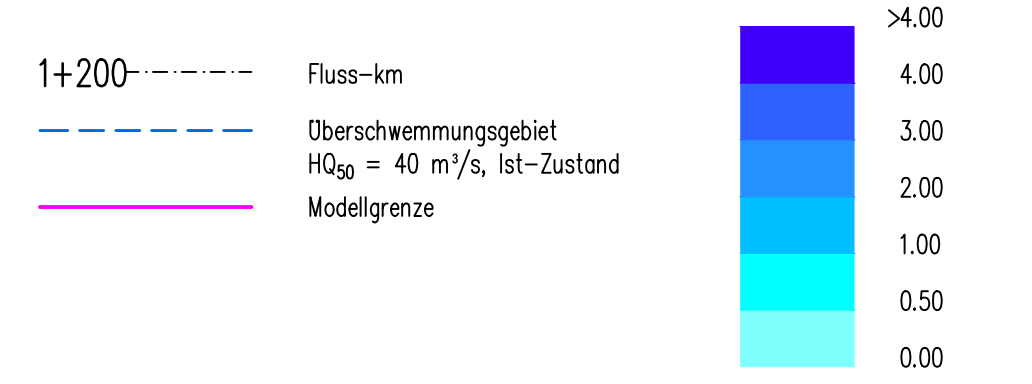 1+200
Fluss-km
Überschwemmungsgebiet
HQ50 = 40 m³/s, Ist-Zustand
Modellgrenze
>4.00
4.00
3.00
2.00
1.00
0.50
0.00